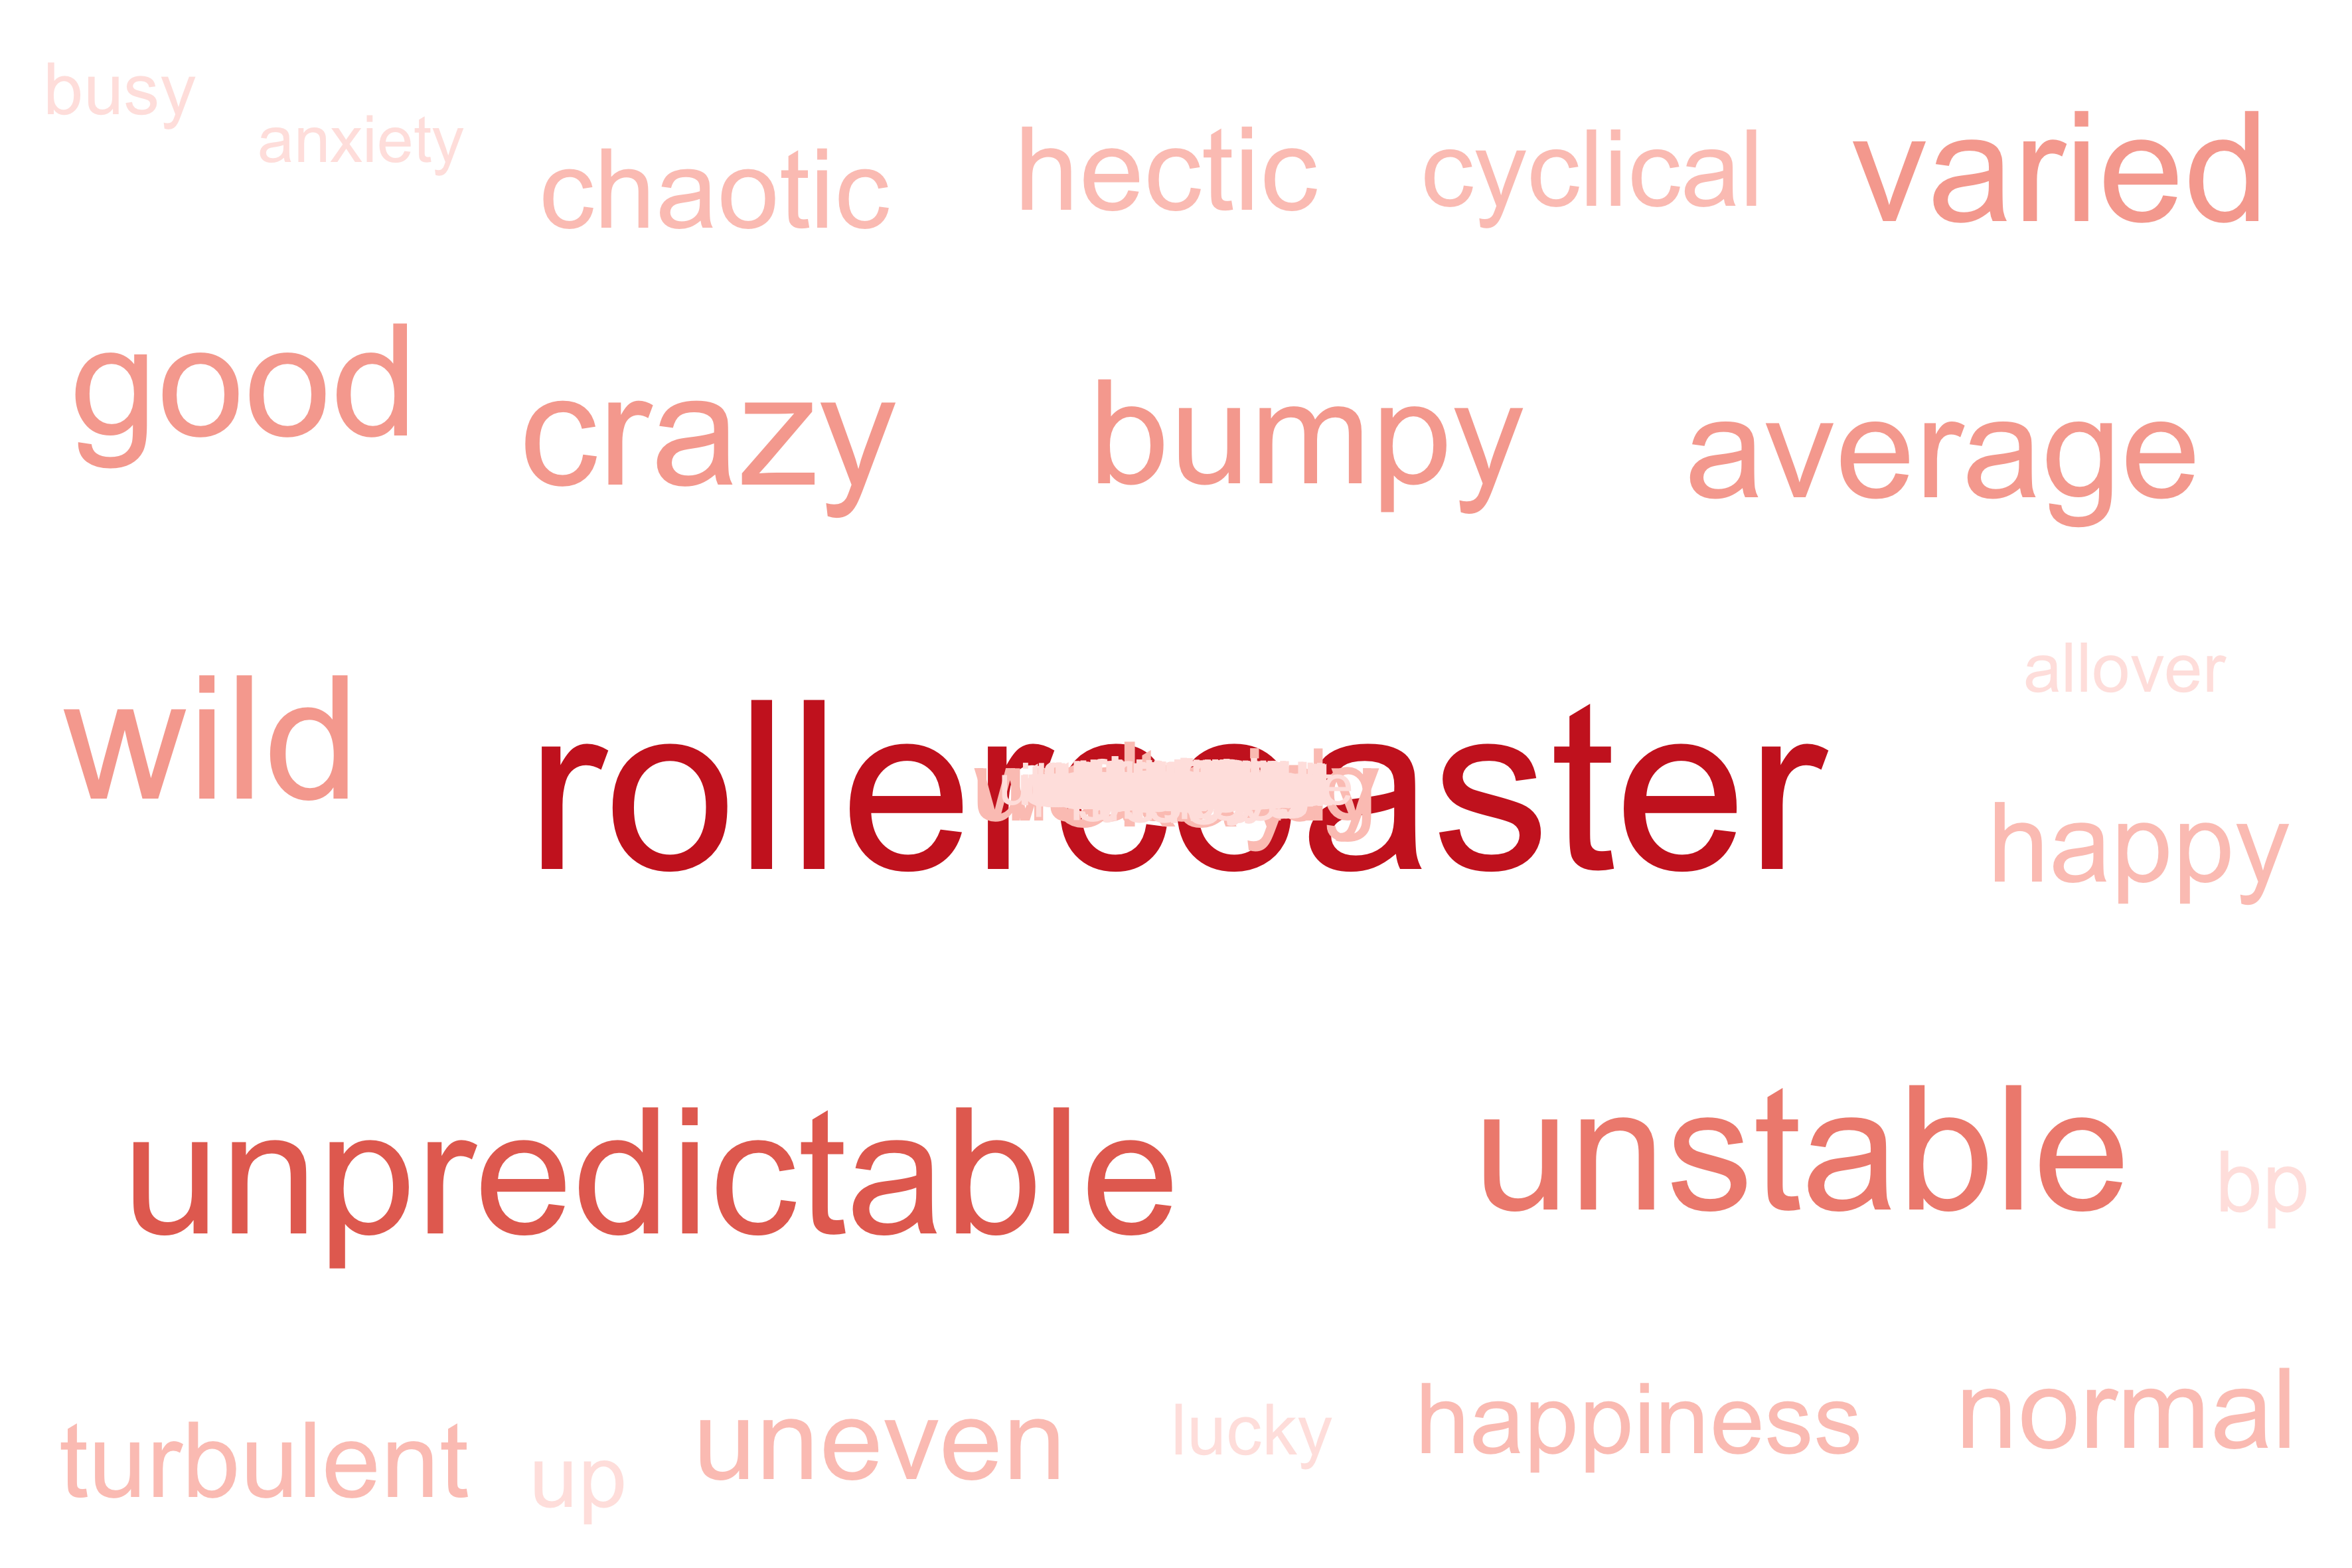 busy anxiety chaotic hectic cyclical varied
good crazy bumpy average
allover
wild rollercoaster happy
unpredictable unstable bp
turbulent up uneven lucky happiness normal